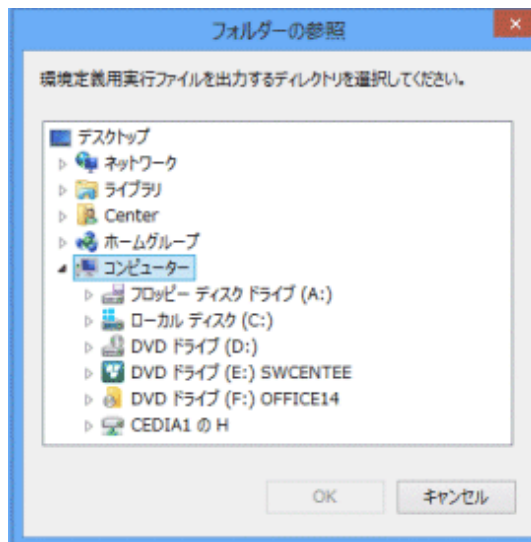 フォルダーの参照
環境定義用実行ファイルを出力するディレクトリを選択してください。
デスクトップ
ネットワーク
ライブラリ
Center
ホームグループ
コンピューター
フロッピー ディスク ドライブ (A:)
ローカル ディスク (C:)
DVD ドライブ (D:)
DVD ドライブ (E:) SWCENTEE
DVD ドライブ (F:) OFFICE14
CEDIA1 の H
OK
キャンセル